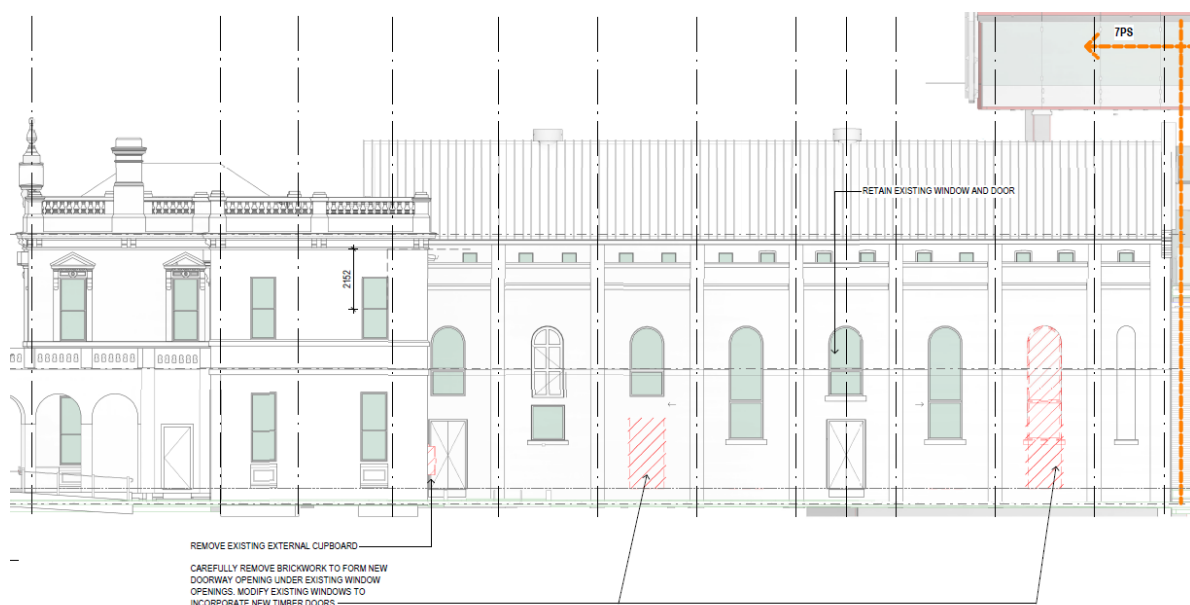 7PS
RETAIN EXISTING WINDOW AND DOOR
2152
REMOVE EXISTING EXTERNAL CUPBOARD
CAREFULLY REMOVE BRICKWORK TO FORM NEW
DOORWAY OPENING UNDER EXISTING WINDOW
OPENINGS. MODIFY EXISTING WINDOWS TO
INCORPORATE NEW TIMBER DOORS